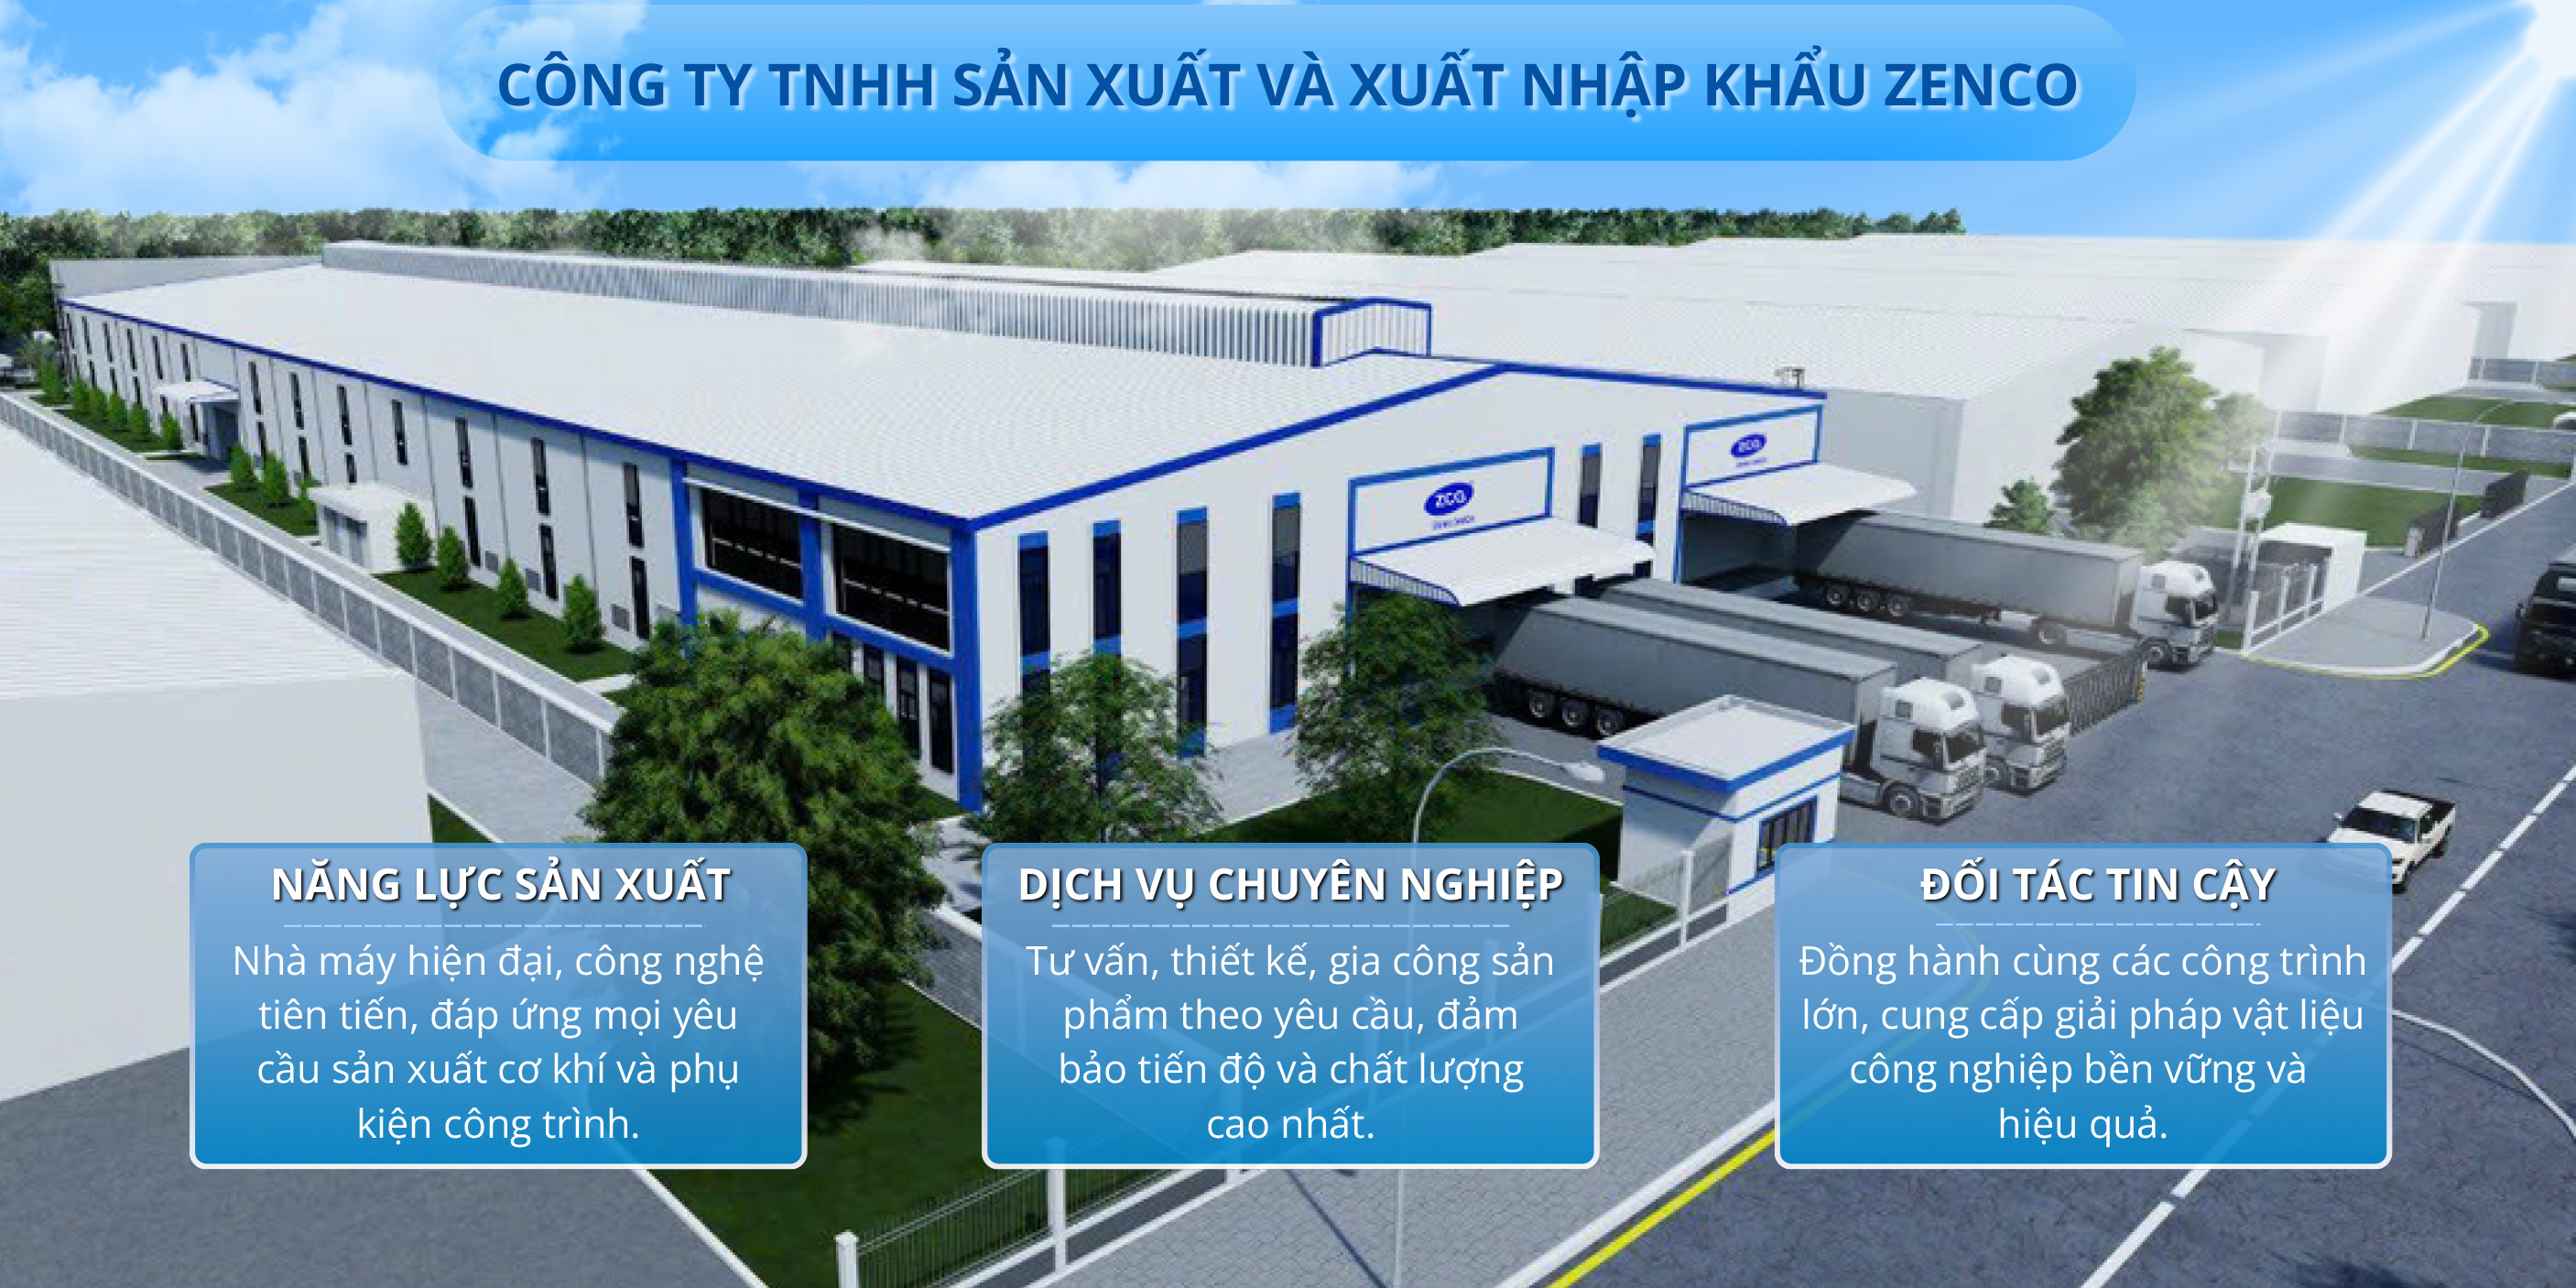 CÔNG TY TNHH SẢN XUẤT VÀ XUẤT NHẬP KHẨU ZENCO
NĂNG LỰC SẢN XUẤT
Nhà máy hiện đại, công nghệ
tiên tiến, đáp ứng mọi yêu
cầu sản xuất cơ khí và phụ
kiện công trình.
DỊCH VỤ CHUYÊN NGHIỆP
Tư vấn, thiết kế, gia công sản
phẩm theo yêu cầu, đảm
bảo tiến độ và chất lượng
cao nhất.
ĐỐI TÁC TIN CẬY
Đồng hành cùng các công trình
lớn, cung cấp giải pháp vật liệu
công nghiệp bền vững và
hiệu quả.